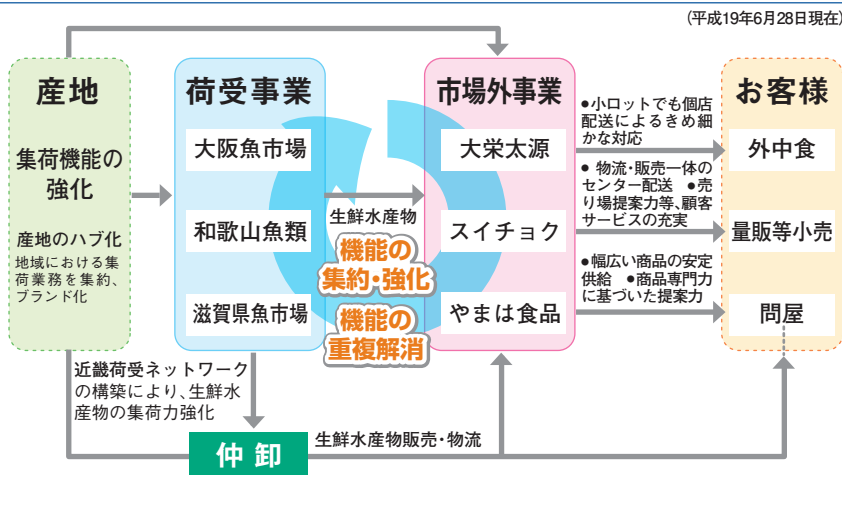 (平成19年6月28日現在)
産地
集荷機能の
強化
産地のハブ化
地域における集
荷業務を集約、
ブランド化
荷受事業
大阪魚市場
和歌山魚類
滋賀県魚市場
生鮮水産物
機能の
集約・強化
機能の
重複解消
市場外事業
大栄太源
スイチョク
やまは食品
●小ロットでも個店
配送によるきめ細
かな対応
● 物流・販売一体の
センター配送 ●売
り場提案力等、顧客
サービスの充実
●幅広い商品の安定
供給 ●商品専門力
に基づいた提案力
お客様
外中食
量販等小売
問屋
近畿荷受ネットワーク
の構築により、生鮮水
産物の集荷力強化
仲卸
生鮮水産物販売・物流